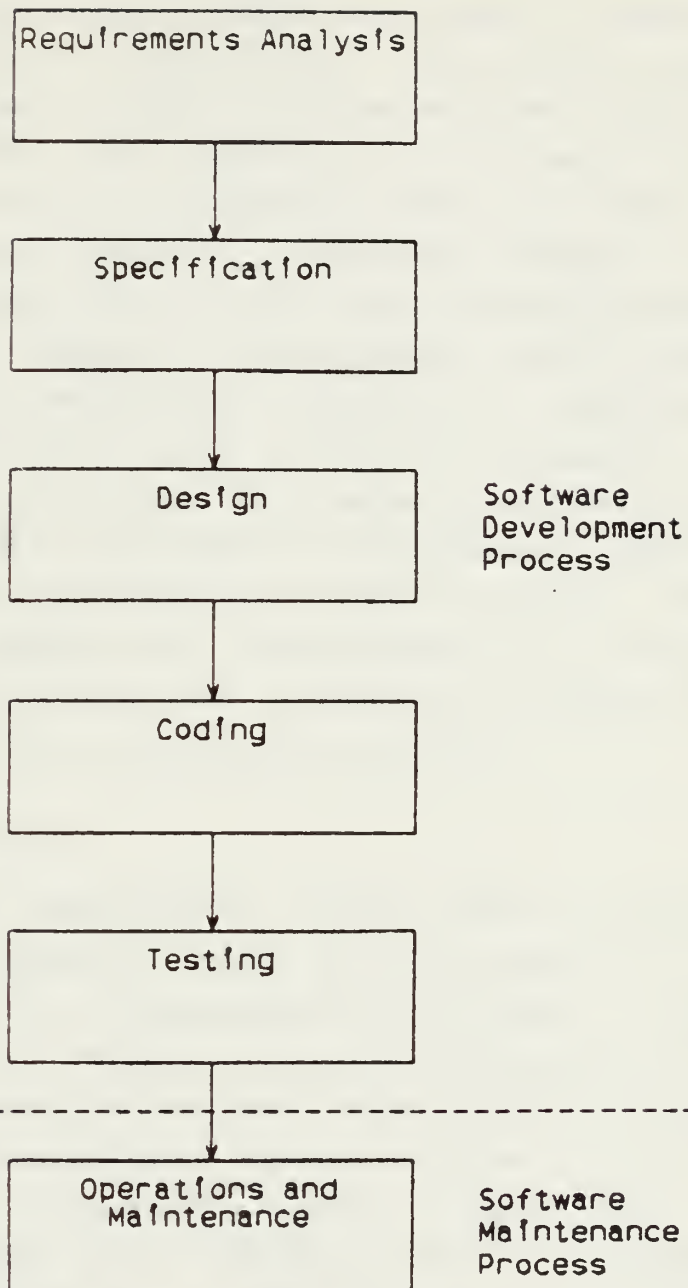 Requirements Analysis
Specification
Design
Software
Development
Process
Coding
Testing
Operations and
Maintenance
Software
Maintenance
Process